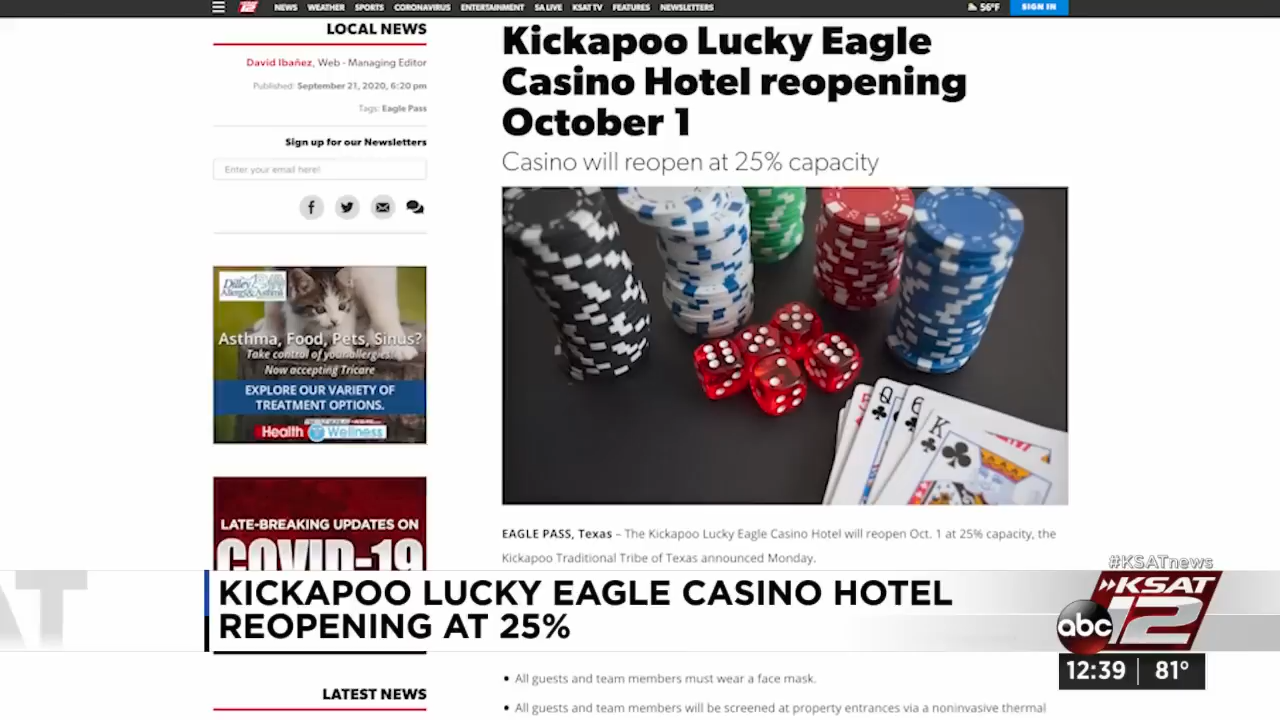 12
NEWS WEATHER SPORTS CORONAVIRUS ENTERTAINMENT SA LIVE KSAT TV FEATURES NEWSLETTERS
56°F
SIGN IN
LOCAL NEWS
David Ibañez, Web - Managing Editor
Published: September 21, 2020, 6:20 pm
Tags: Eagle Pass
Sign up for our Newsletters
Enter your email here!
Kickapoo Lucky Eagle
Casino Hotel reopening
October 1
Casino will reopen at 25% capacity
Dilley
Allergy & Asthma
Asthma, Food, Pets, Sinus?
Take control of your allergies.
Now accepting Tricare
EXPLORE OUR VARIETY OF
TREATMENT OPTIONS.
Health Wellness
Q
6
K
LATE-BREAKING UPDATES ON
COVID-19
EAGLE PASS, Texas – The Kickapoo Lucky Eagle Casino Hotel will reopen Oct. 1 at 25% capacity, the
Kickapoo Traditional Tribe of Texas announced Monday.
#KSATnews
KICKAPOO LUCKY EAGLE CASINO HOTEL
REOPENING AT 25%
KSAT
abc 12
12:39 81°
All guests and team members must wear a face mask.
LATEST NEWS
All guests and team members will be screened at property entrances via a noninvasive thermal